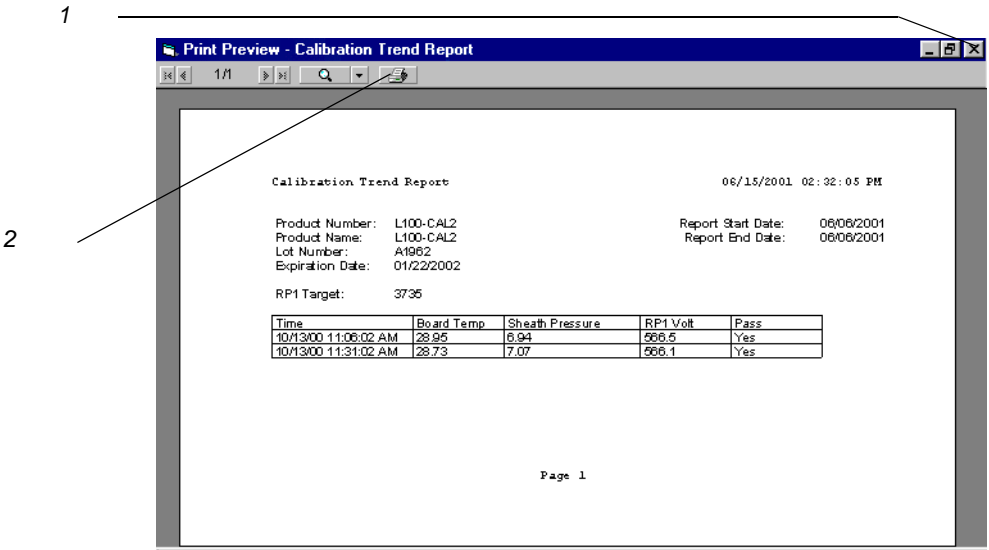 1
Print Preview - Calibration Trend Report
1/1
Calibration Trend Report 06/15/2001 02:32:05 PM
Product Number: L100-CAL2 Report Start Date: 06/06/2001
2
Product Name: L100-CAL2 Report End Date: 06/06/2001
Lot Number: A1962
Expiration Date: 01/22/2002
RP1 Target: 3735
Time Board Temp Sheath Pressure RP1 Volt Pass
10/13/00 11:06:02 AM 28.95 6.94 566.5 Yes
10/13/00 11:31:02 AM 28.73 7.07 566.1 Yes
Page 1